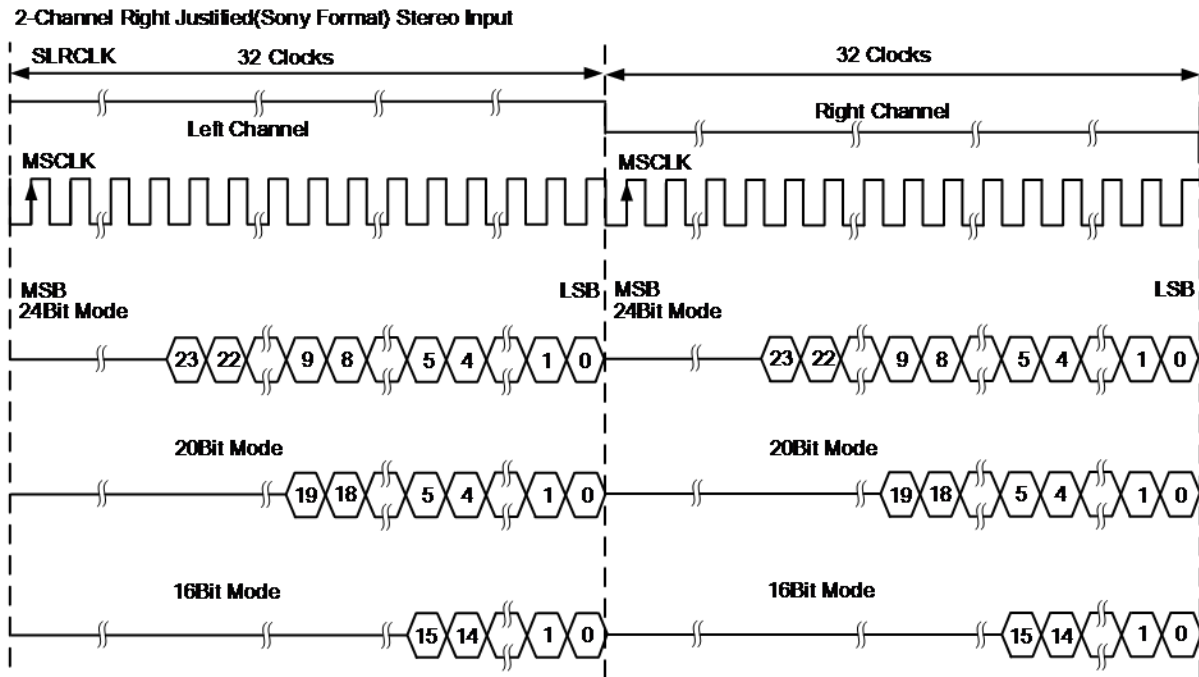 2-Channel Right Justified(Sony Format) Stereo Input
SLRCLK 32 Clocks 32 Clocks
Left Channel Right Channel
MSCLK MSCLK
MSB LSB MSB LSB
24Bit Mode 24Bit Mode
23 22 9 8 5 4 1 0 23 22 9 8 5 4 1 0
20Bit Mode 20Bit Mode
19 18 5 4 1 0 19 18 5 4 1 0
16Bit Mode 16Bit Mode
15 14 1 0 15 14 1 0